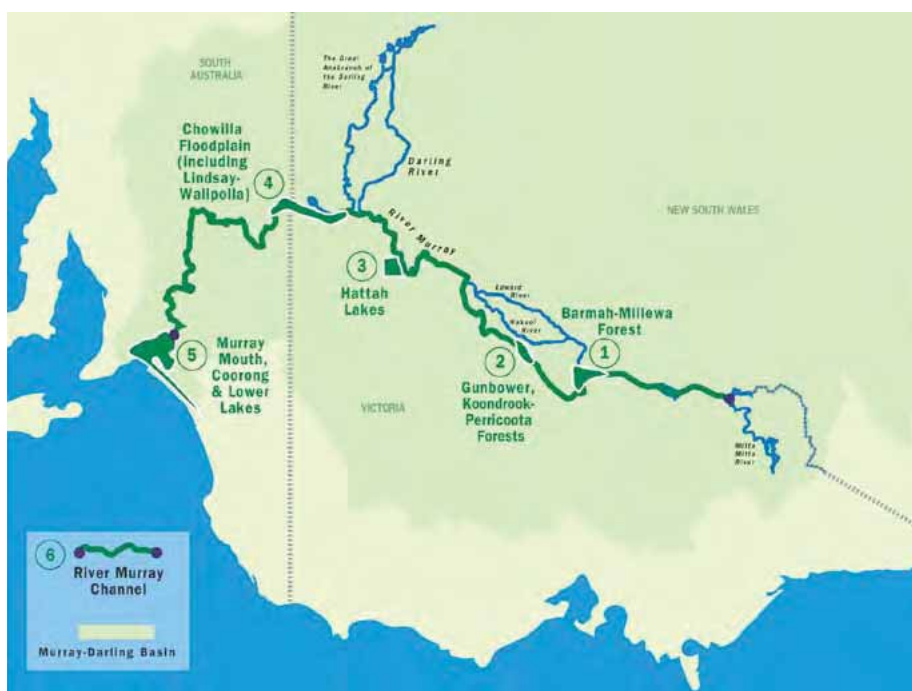 SOUTH
AUSTRALIA
The Great
Anabranch of
the Darling
River
Chowilla
Floodplain
(including
Lindsay-
Wallpolla)
4
Darling
River
NEW SOUTH WALES
River Murray
3
Hattah
Lakes
Edward
River
Wakool
River
Barmah-Millewa
Forest
1
2
Gunbower,
Koondrook-
Perricoota
Forests
5
Murray
Mouth,
Coorong
& Lower
Lakes
VICTORIA
Mitta
Mitta
River
6
River Murray
Channel
Murray-Darling Basin